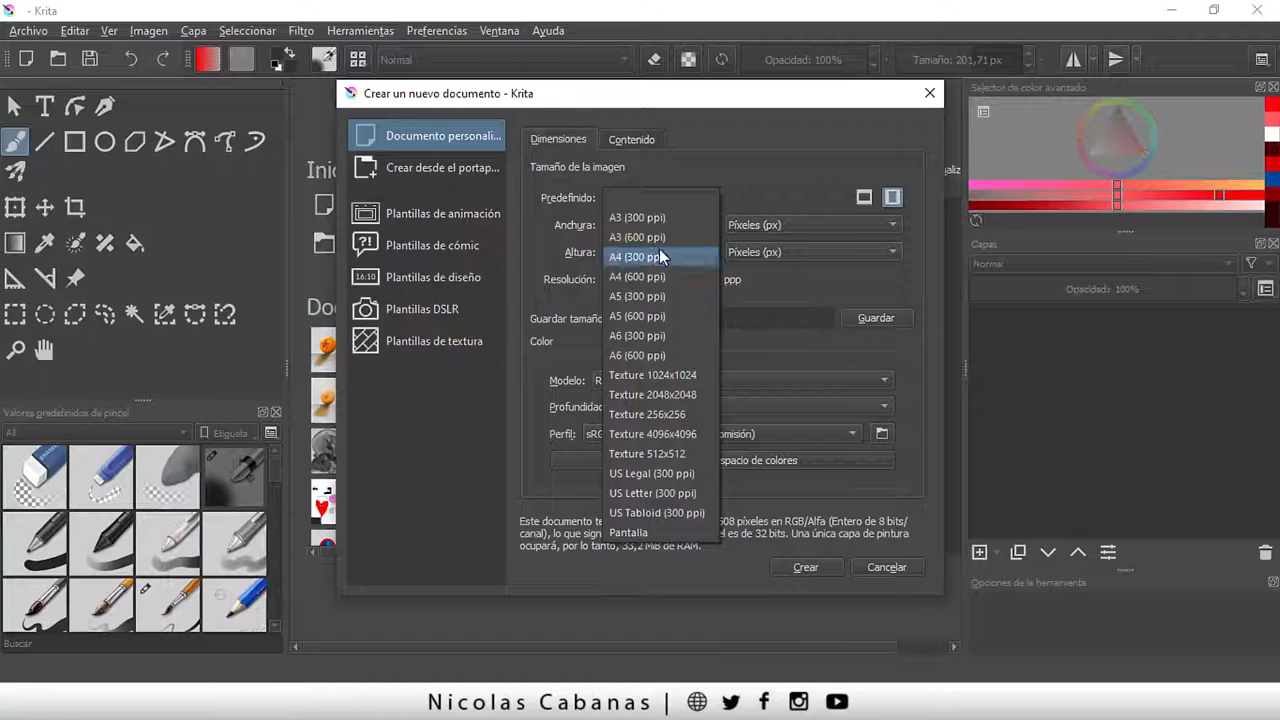 - Krita
Archivo Editar Ver Imagen Capa Seleccionar Filtro Herramientas Preferencias Ventana Ayuda
Normal Opacidad: 100% Tamaño: 201,71 px
Selector de color avanzado
Crear un nuevo documento - Krita
Documento personali...
Crear desde el portap...
Plantillas de animación
Plantillas de cómic
Plantillas de diseño
16:10
Plantillas DSLR
Plantillas de textura
Dimensiones Contenido
Tamaño de la imagen
Predefinido:
Anchura: Píxeles (px)
Altura: Píxeles (px)
Resolución: ppp
Guardar tamaño Guardar
Color
Modelo:
Profundidad
Perfil: omisión)
spacio de colores
A3 (300 ppi)
A3 (600 ppi)
A4 (300 pp
A4 (600 ppi)
A5 (300 ppi)
A5 (600 ppi)
A6 (300 ppi)
A6 (600 ppi)
Texture 1024x1024
Texture 2048x2048
Texture 256x256
Texture 4096x4096
Texture 512x512
US Legal (300 ppi)
US Letter (300 ppi)
US Tabloid (300 ppi)
Pantalla
Este documento te 508 píxeles en RGB/Alfa (Entero de 8 bits/
canal), lo que sign el es de 32 bits. Una única capa de pintura
ocupará, por lo tanto, 33,2 MiB de RAM.
Crear Cancelar
Inic
Do
Valores predefinidos de pincel
All Etiqueta
Buscar
Capas
Normal
Opacidad: 100%
Opciones de la herramienta
Nicolas Cabanas |